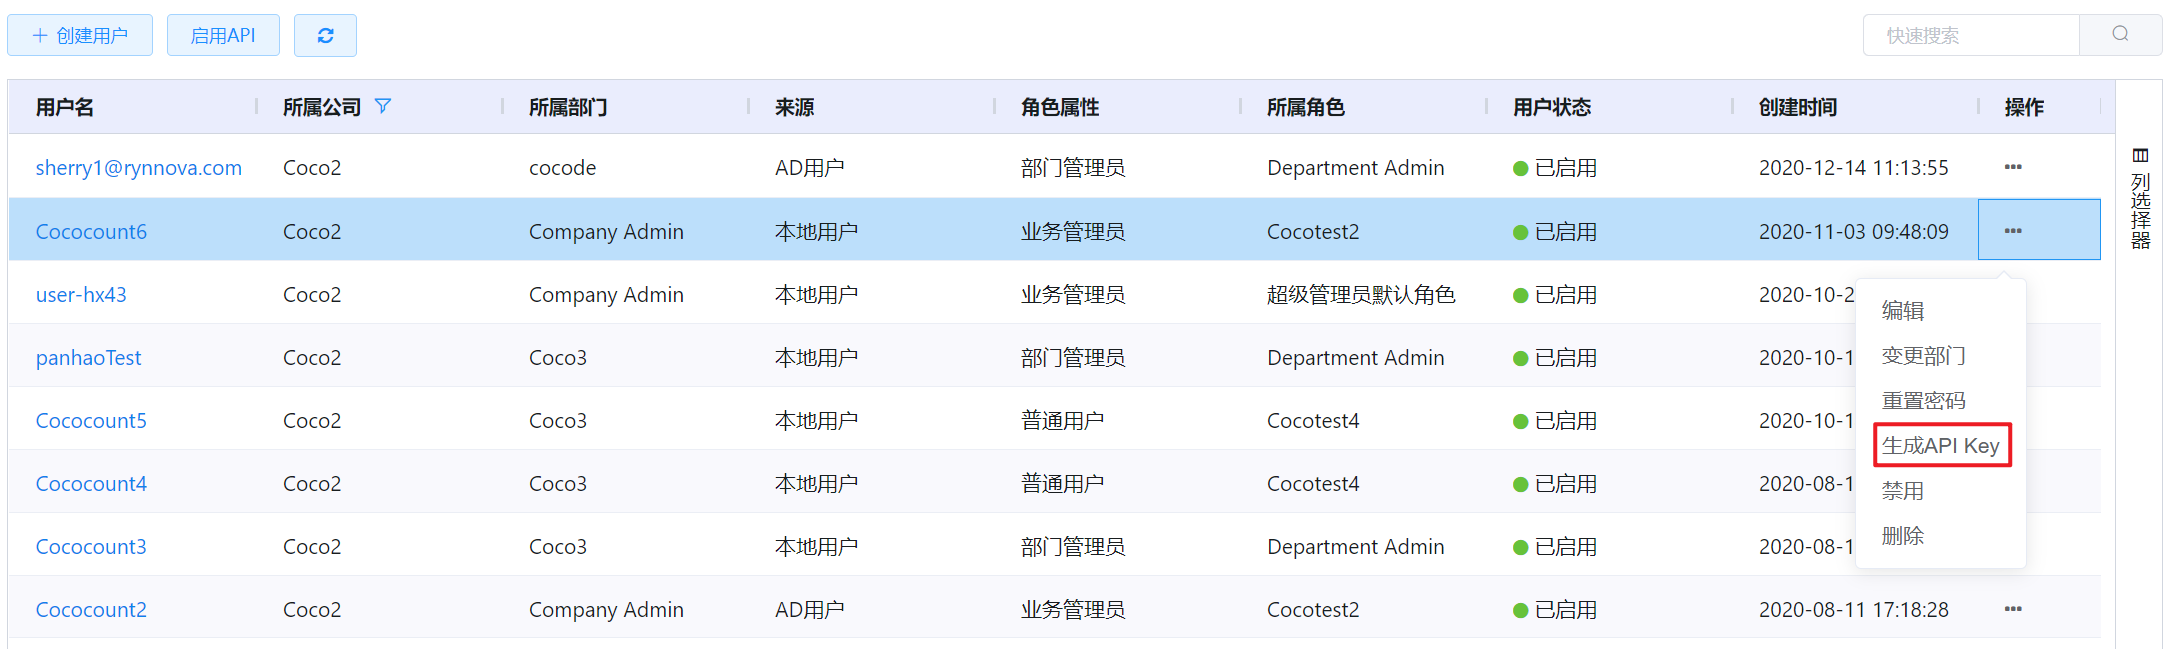 创建用户 启用API 快速搜索
用户名 所属公司 所属部门 来源 角色属性 所属角色 用户状态 创建时间 操作
sherry1@rynnova.com Coco2 cocode AD用户 部门管理员 Department Admin 已启用 2020-12-14 11:13:55 ···
Cococount6 Coco2 Company Admin 本地用户 业务管理员 Cocotest2 已启用 2020-11-03 09:48:09 ···
user-hx43 Coco2 Company Admin 本地用户 业务管理员 超级管理员默认角色 已启用 2020-10-2
panhaoTest Coco2 Coco3 本地用户 部门管理员 Department Admin 已启用 2020-10-1
Cococount5 Coco2 Coco3 本地用户 普通用户 Cocotest4 已启用 2020-10-1
Cococount4 Coco2 Coco3 本地用户 普通用户 Cocotest4 已启用 2020-08-1
Cococount3 Coco2 Coco3 本地用户 部门管理员 Department Admin 已启用 2020-08-1
Cococount2 Coco2 Company Admin AD用户 业务管理员 Cocotest2 已启用 2020-08-11 17:18:28 ···
编辑
变更部门
重置密码
生成API Key
禁用
删除
列选择器